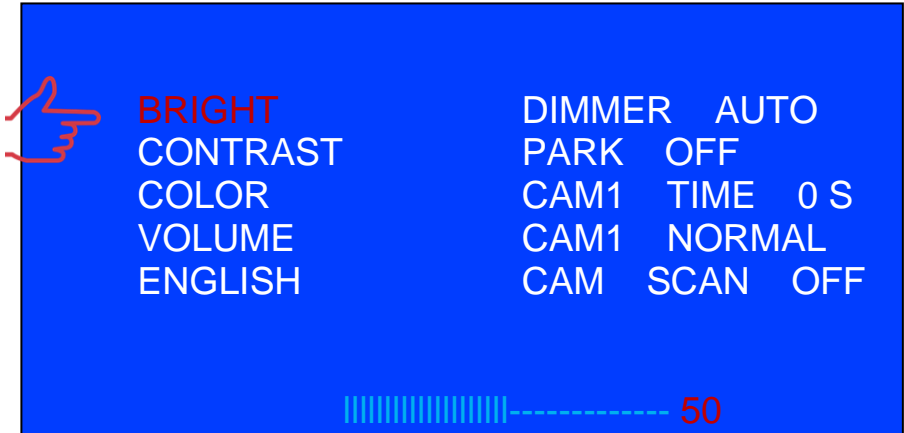 BRIGHT DIMMER AUTO
CONTRAST PARK OFF
COLOR CAM1 TIME 0 S
VOLUME CAM1 NORMAL
ENGLISH CAM SCAN OFF
||||||||||||||||||||------------- 50